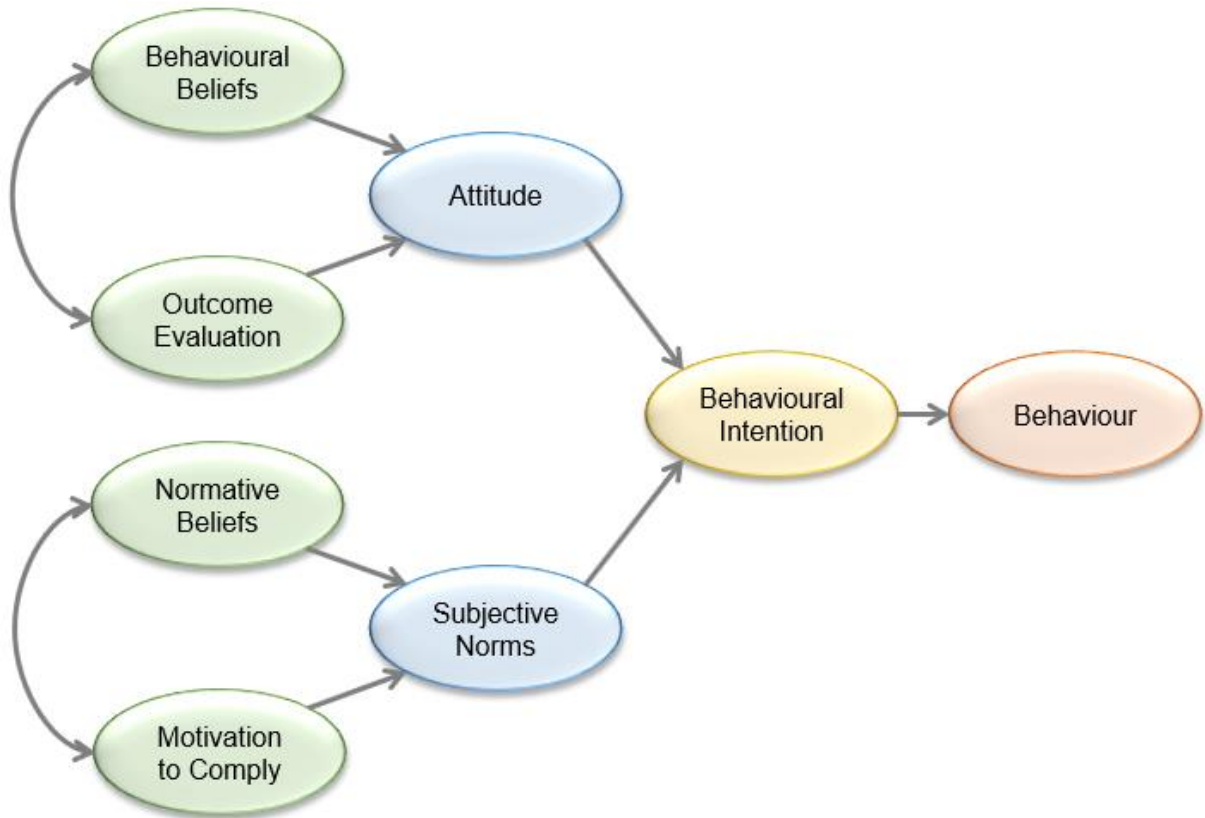 Behavioural
Beliefs
Attitude
Outcome
Evaluation
Behavioural
Intention
Behaviour
Normative
Beliefs
Subjective
Norms
Motivation
to Comply